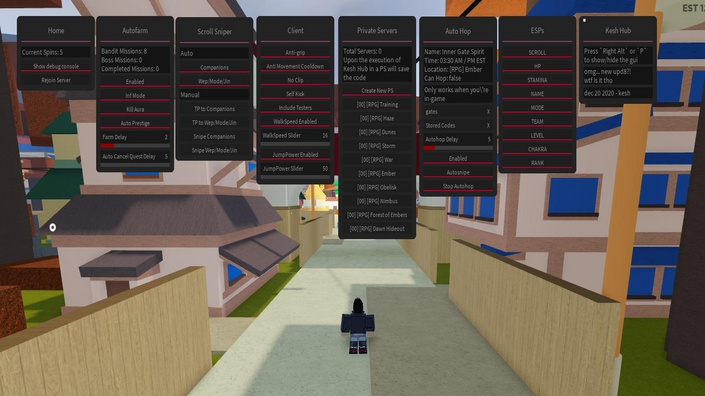 EST 13
Home
Current Spins: 5
Show debug console
Rejoin Server
Autofarm
Bandit Missions: 8
Boss Missions: 0
Completed Missions: 0
Enabled
Inf Mode
Kill Aura
Auto Prestige
Farm Delay 2
Auto Cancel Quest Delay 5
Scroll Sniper
Auto
Companions
Wep/Mode/Jin
Manual
TP to Companions
TP to Wep/Mode/Jin
Snipe Companions
Snipe Wep/Mode/Jin
Client
Anti-grip
Anti Movement Cooldown
No Clip
Self Kick
Include Testers
WalkSpeed Enabled
WalkSpeed Slider 16
JumpPower Enabled
JumpPower Slider 50
Private Servers
Total Servers: 0
Upon the execution of
Kesh Hub in a PS will save
the code
Create New PS
[00] [RPG] Training
[00] [RPG] Haze
[00] [RPG] Dunes
[00] [RPG] Storm
[00] [RPG] War
[00] [RPG] Ember
[00] [RPG] Obelisk
[00] [RPG] Nimbus
[00] [RPG] Forest of Embers
[00] [RPG] Dawn Hideout
Auto Hop
Name: Inner Gate Spirit
Time: 03:30 AM / PM EST
Location: [RPG] Ember
Can Hop: false
Only works when you\'re
in-game
gates X
Stored Codes X
Autohop Delay 5
Enabled
Autosnipe
Stop Autohop
ESPs
SCROLL
HP
STAMINA
NAME
MODE
TEAM
LEVEL
CHAKRA
RANK
Kesh Hub
Press `Right Alt` or `P`
to show/hide the gui
omg... new upd8?!
wtf is it tho
dec 20 2020 - kesh